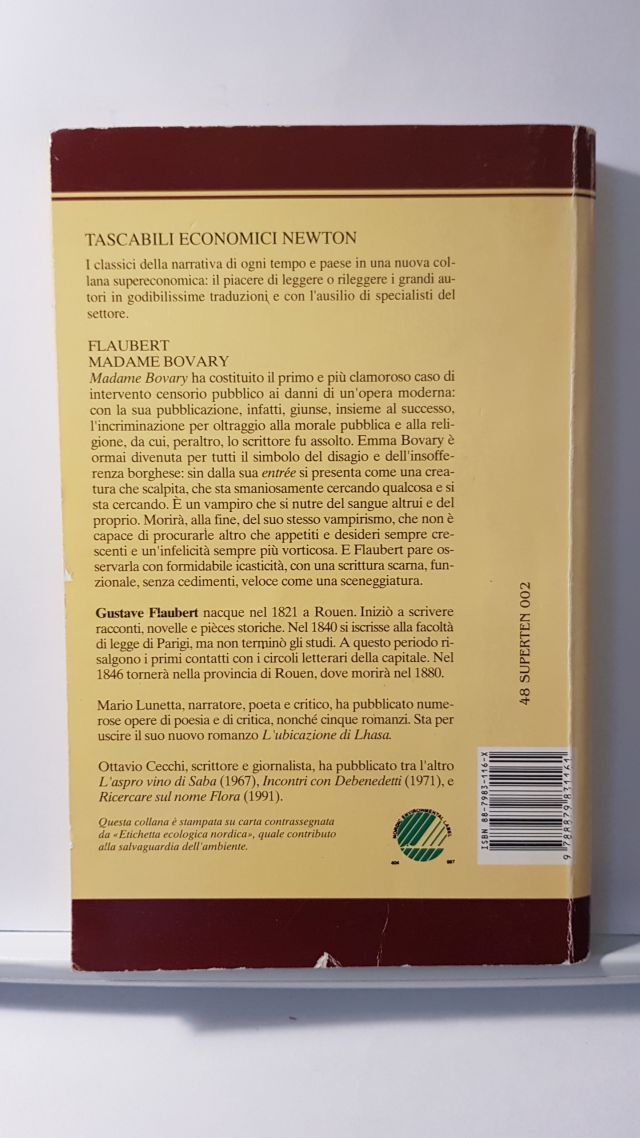 TASCABILI ECONOMICI NEWTON
I classici della narrativa di ogni tempo e paese in una nuova col-
lana supereconomica: il piacere di leggere o rileggere i grandi au-
tori in godibilissime traduzioni e con l'ausilio di specialisti del
settore.
FLAUBERT
MADAME BOVARY
Madame Bovary ha costituito il primo e più clamoroso caso di
intervento censorio pubblico ai danni di un'opera moderna:
con la sua pubblicazione, infatti, giunse, insieme al successo,
l'incriminazione per oltraggio alla morale pubblica e alla reli-
gione, da cui, peraltro, lo scrittore fu assolto. Emma Bovary è
ormai divenuta per tutti il simbolo del disagio e dell'insoffe-
renza borghese: sin dalla sua entrée si presenta come una crea-
tura che scalpita, che sta smaniosamente cercando qualcosa e si
sta cercando. È un vampiro che si nutre del sangue altrui e del
proprio. Morirà, alla fine, del suo stesso vampirismo, che non è
capace di procurarle altro che appetiti e desideri sempre cre-
scenti e un'infelicità sempre più vorticosa. E Flaubert pare os-
servarla con formidabile icasticità, con una scrittura scarna, fun-
zionale, senza cedimenti, veloce come una sceneggiatura.
Gustave Flaubert nacque nel 1821 a Rouen. Iniziò a scrivere
racconti, novelle e pièces storiche. Nel 1840 si iscrisse alla facoltà
di legge di Parigi, ma non terminò gli studi. A questo periodo ri-
salgono i primi contatti con i circoli letterari della capitale. Nel
1846 tornerà nella provincia di Rouen, dove morirà nel 1880.
Mario Lunetta, narratore, poeta e critico, ha pubblicato nume-
rose opere di poesia e di critica, nonché cinque romanzi. Sta per
uscire il suo nuovo romanzo L'ubicazione di Lhasa.
Ottavio Cecchi, scrittore e giornalista, ha pubblicato tra l'altro
L'aspro vino di Saba (1967), Incontri con Debenedetti (1971), e
Ricercare sul nome Flora (1991).
Questa collana è stampata su carta contrassegnata
da «Etichetta ecologica nordica», quale contributo
alla salvaguardia dell'ambiente.
NORDIC ENVIRONMENTAL LABEL
404 087
48 SUPERTEN 002
ISBN 88-7983-116-X
9 788879 831161